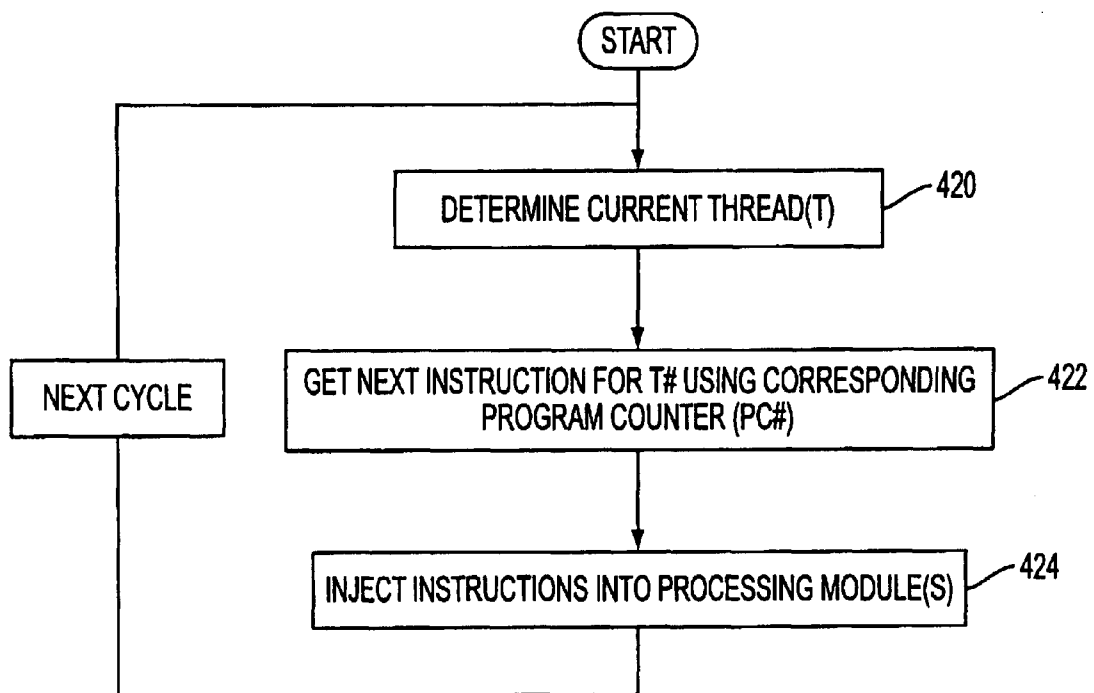 START
DETERMINE CURRENT THREAD(T)
420
GET NEXT INSTRUCTION FOR T# USING CORRESPONDING
PROGRAM COUNTER (PC#)
422
NEXT CYCLE
INJECT INSTRUCTIONS INTO PROCESSING MODULE(S)
424